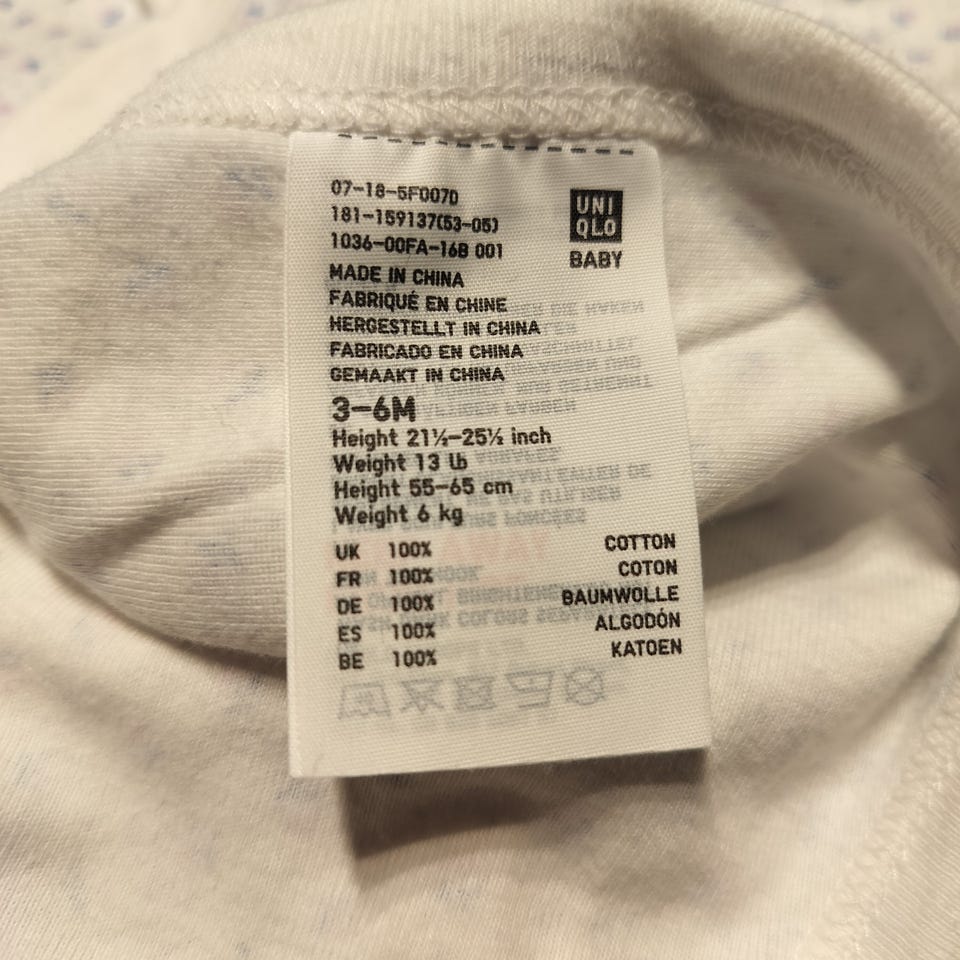 07-18-5F007D
181-159137(53-05)
1036-00FA-16B 001
UNI
QLO
BABY
MADE IN CHINA
FABRIQUÉ EN CHINE
HERGESTELLT IN CHINA
FABRICADO EN CHINA
GEMAAKT IN CHINA
3-6M
Height 21½-25½ inch
Weight 13 lb
Height 55-65 cm
Weight 6 kg
UK 100% COTTON
FR 100% COTON
DE 100% BAUMWOLLE
ES 100% ALGODÓN
BE 100% KATOEN